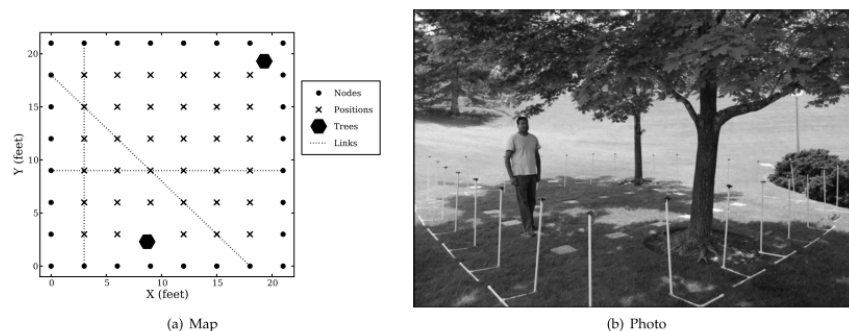 20
15
10
5
0
Y (feet)
0
5
10
15
20
X (feet)
Nodes
Positions
Trees
Links
(a) Map
(b) Photo